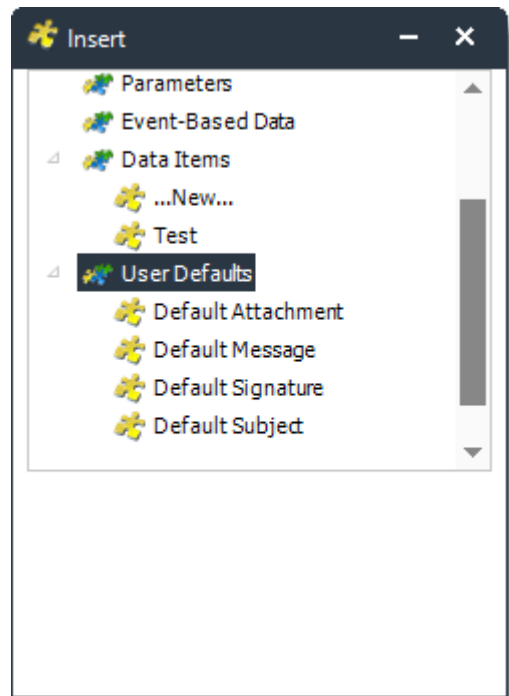 Insert
Parameters
Event-Based Data
Data Items
...New...
Test
User Defaults
Default Attachment
Default Message
Default Signature
Default Subject